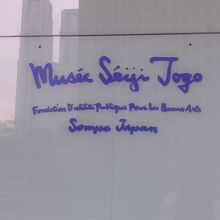 Musée Séiji Togo
Fondation D'utilité Publique Pour Les Beaux Arts
Sompo Japan